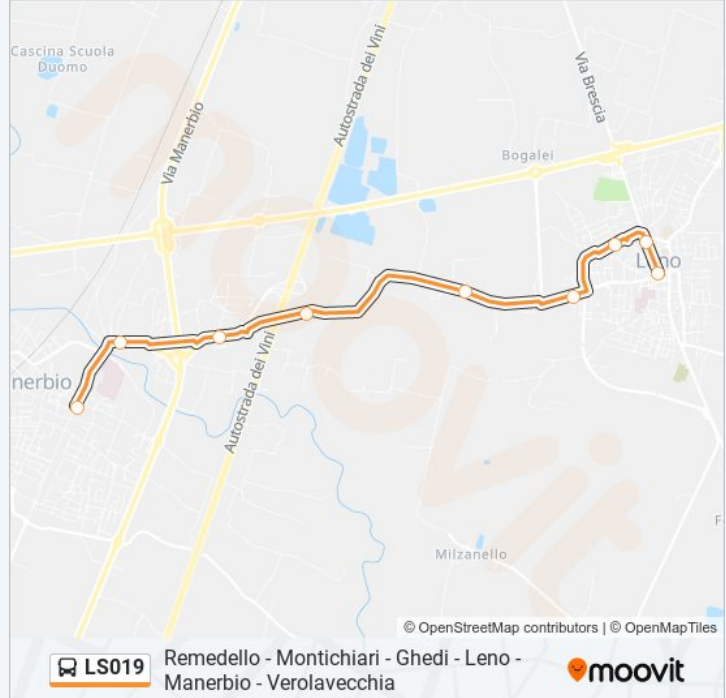 Cascina Scuola
Duomo
Via Manerbio
Autostrada dei Vini
Via Brescia
Bogalei
moovit
Leno
nerbio
Autostrada dei Vini
Milzanello
F
© OpenStreetMap contributors | © OpenMapTiles
LS019
Remedello - Montichiari - Ghedi - Leno -
Manerbio - Verolavecchia
moovit